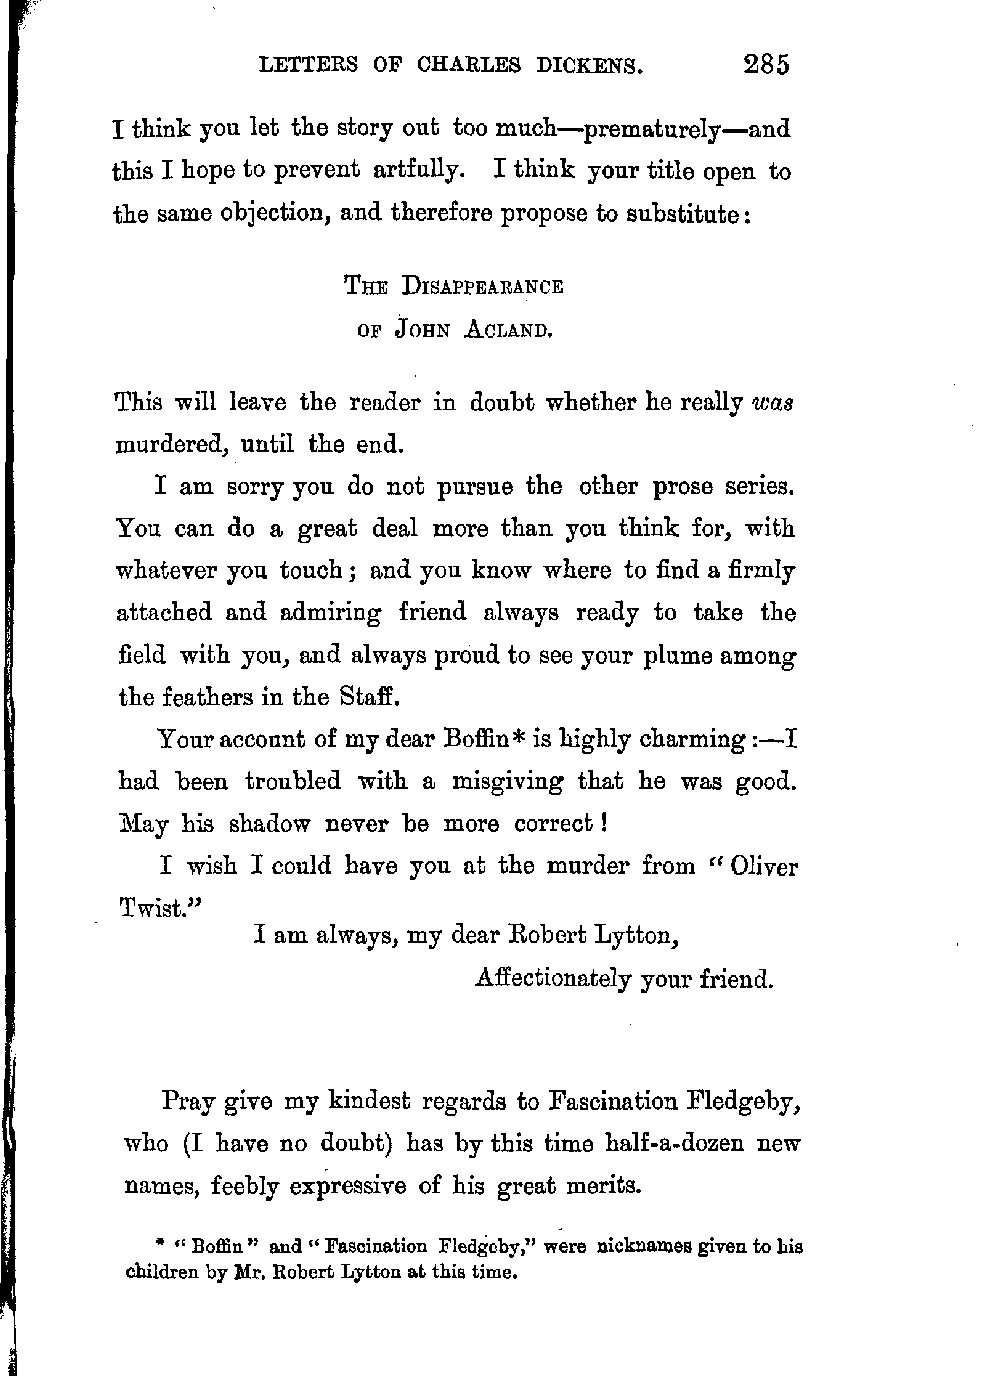 LETTERS OF CHARLES DICKENS. 285
I think you let the story out too much—prematurely—and
this I hope to prevent artfully. I think your title open to
the same objection, and therefore propose to substitute:
THE DISAPPEARANCE
OF JOHN ACLAND.
This will leave the reader in doubt whether he really was
murdered, until the end.
I am sorry you do not pursue the other prose series.
You can do a great deal more than you think for, with
whatever you touch; and you know where to find a firmly
attached and admiring friend always ready to take the
field with you, and always proud to see your plume among
the feathers in the Staff.
Your account of my dear Boffin* is highly charming:—I
had been troubled with a misgiving that he was good.
May his shadow never be more correct!
I wish I could have you at the murder from "Oliver
Twist."
I am always, my dear Robert Lytton,
Affectionately your friend.
Pray give my kindest regards to Fascination Fledgeby,
who (I have no doubt) has by this time half-a-dozen new
names, feebly expressive of his great merits.
* "Boffin" and "Fascination Fledgeby," were nicknames given to his
children by Mr. Robert Lytton at this time.